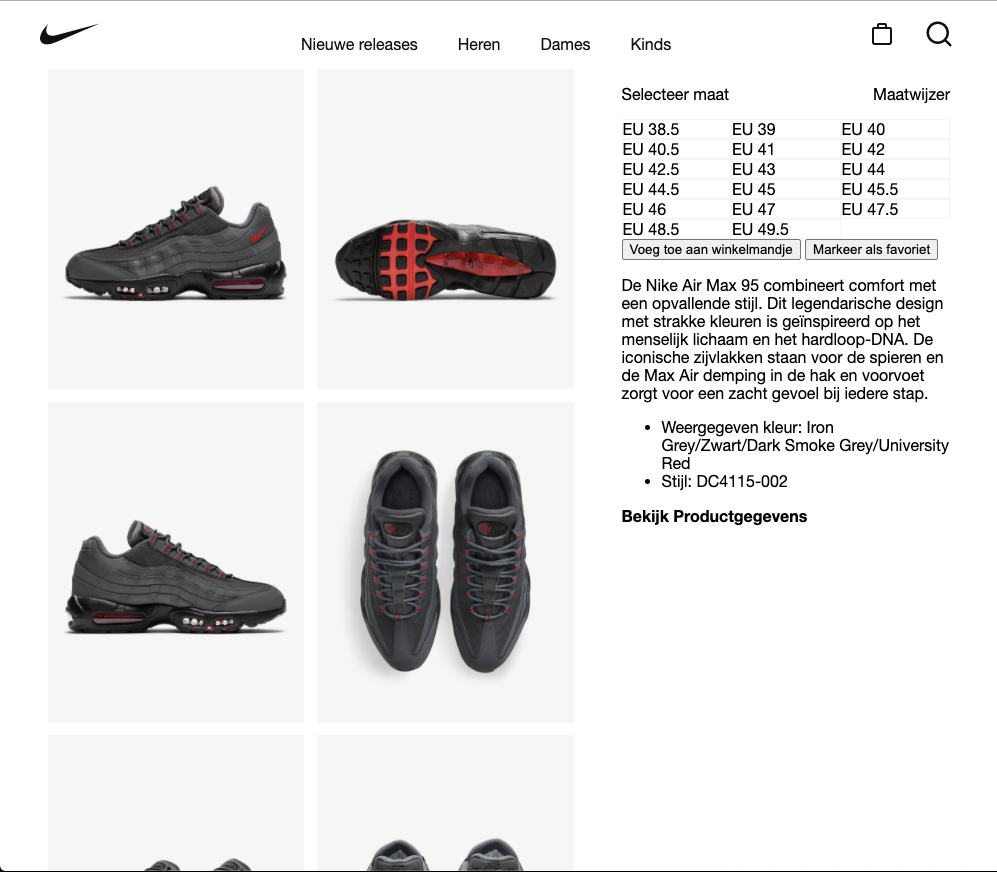 Nieuwe releases Heren Dames Kinds
Selecteer maat Maatwijzer
EU 38.5 EU 39 EU 40
EU 40.5 EU 41 EU 42
EU 42.5 EU 43 EU 44
EU 44.5 EU 45 EU 45.5
EU 46 EU 47 EU 47.5
EU 48.5 EU 49.5
Voeg toe aan winkelmandje Markeer als favoriet
De Nike Air Max 95 combineert comfort met
een opvallende stijl. Dit legendarische design
met strakke kleuren is geïnspireerd op het
menselijk lichaam en het hardloop-DNA. De
iconische zijvlakken staan voor de spieren en
de Max Air demping in de hak en voorvoet
zorgt voor een zacht gevoel bij iedere stap.
• Weergegeven kleur: Iron
Grey/Zwart/Dark Smoke Grey/University
Red
• Stijl: DC4115-002
Bekijk Productgegevens